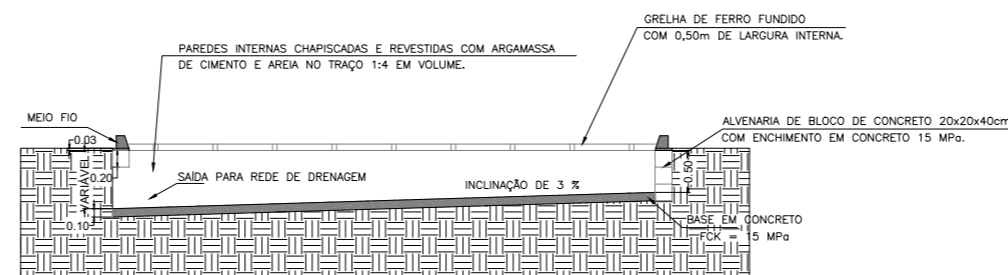 GRELHA DE FERRO FUNDIDO
COM 0,50m DE LARGURA INTERNA.
PAREDES INTERNAS CHAPISCADAS E REVESTIDAS COM ARGAMASSA
DE CIMENTO E AREIA NO TRAÇO 1:4 EM VOLUME.
MEIO FIO
ALVENARIA DE BLOCO DE CONCRETO 20x20x40cm
COM ENCHIMENTO EM CONCRETO 15 MPa.
0.03
0.20
VARIÁVEL
0.50
SAÍDA PARA REDE DE DRENAGEM
INCLINAÇÃO DE 3 %
0.10
BASE EM CONCRETO
FCK = 15 MPa